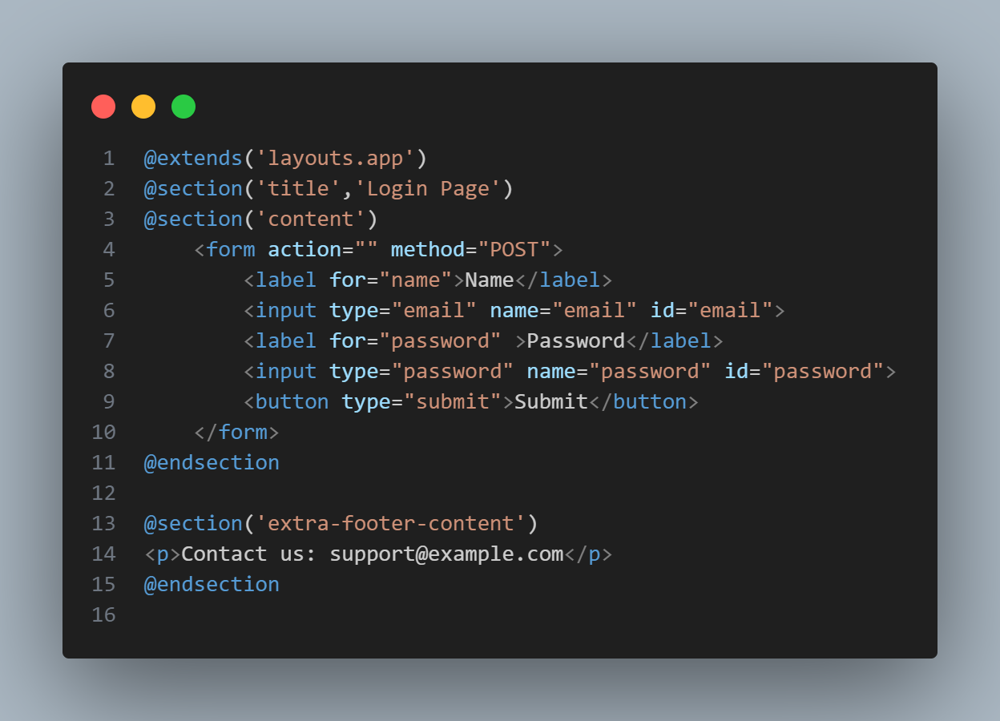 1 @extends('layouts.app')
2 @section('title','Login Page')
3 @section('content')
4     <form action="" method="POST">
5         <label for="name">Name</label>
6         <input type="email" name="email" id="email">
7         <label for="password" >Password</label>
8         <input type="password" name="password" id="password">
9         <button type="submit">Submit</button>
10     </form>
11 @endsection
12
13 @section('extra-footer-content')
14 <p>Contact us: support@example.com</p>
15 @endsection
16